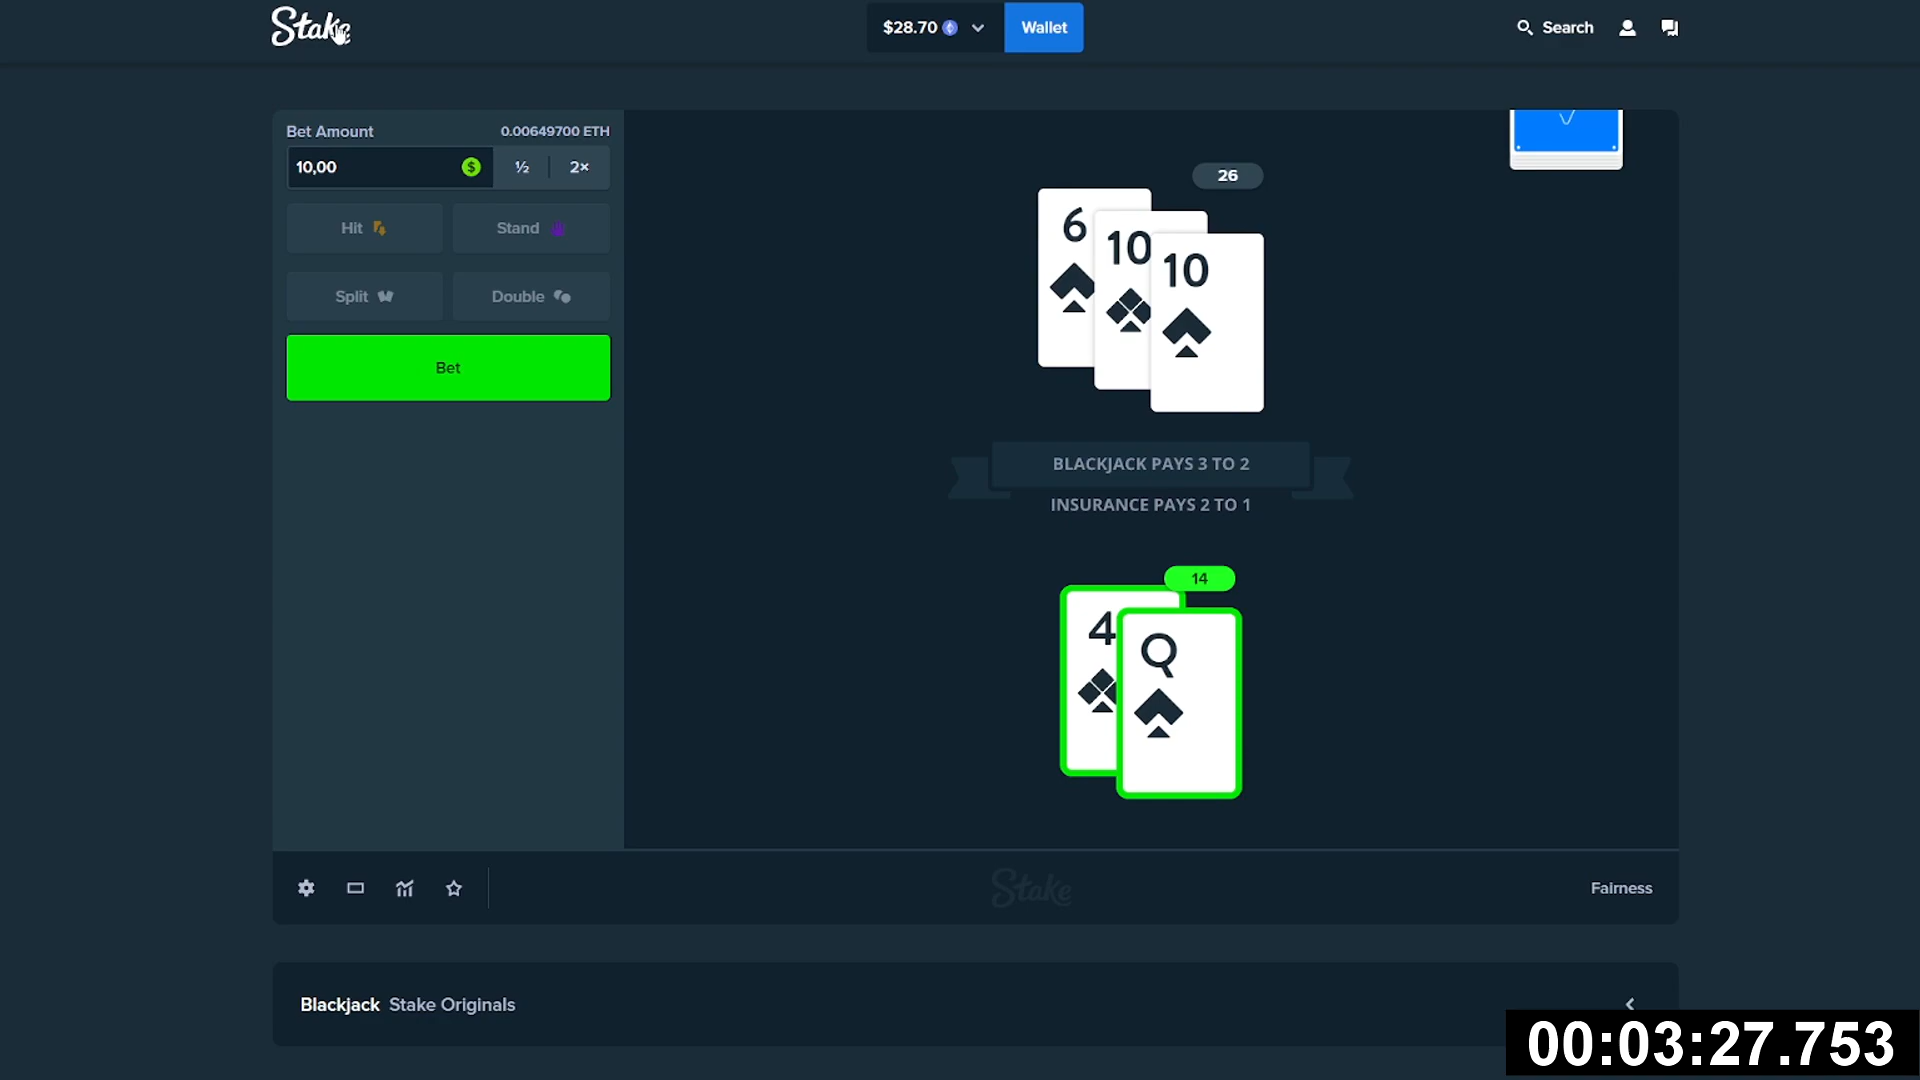 Stake
$28.70
Wallet
Search
Bet Amount
0.00649700 ETH
10,00
$
½
2×
Hit
Stand
Split
Double
Bet
26
6
10
10
BLACKJACK PAYS 3 TO 2
INSURANCE PAYS 2 TO 1
14
4
Q
Stake
Fairness
Blackjack Stake Originals
00:03:27.753